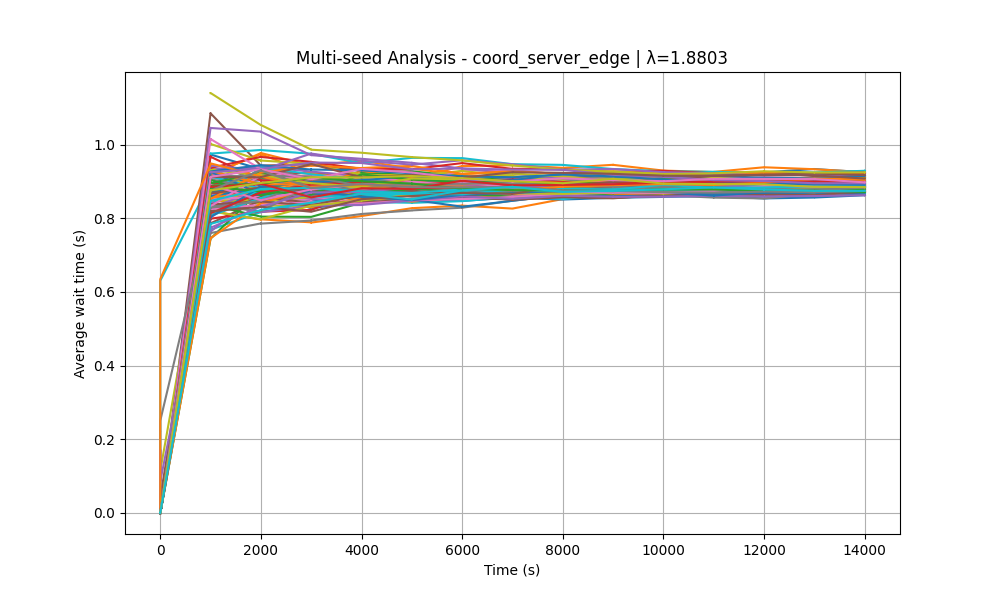 Multi-seed Analysis - coord_server_edge | λ=1.8803
Average wait time (s)
1.0
0.8
0.6
0.4
0.2
0.0
0 2000 4000 6000 8000 10000 12000 14000
Time (s)